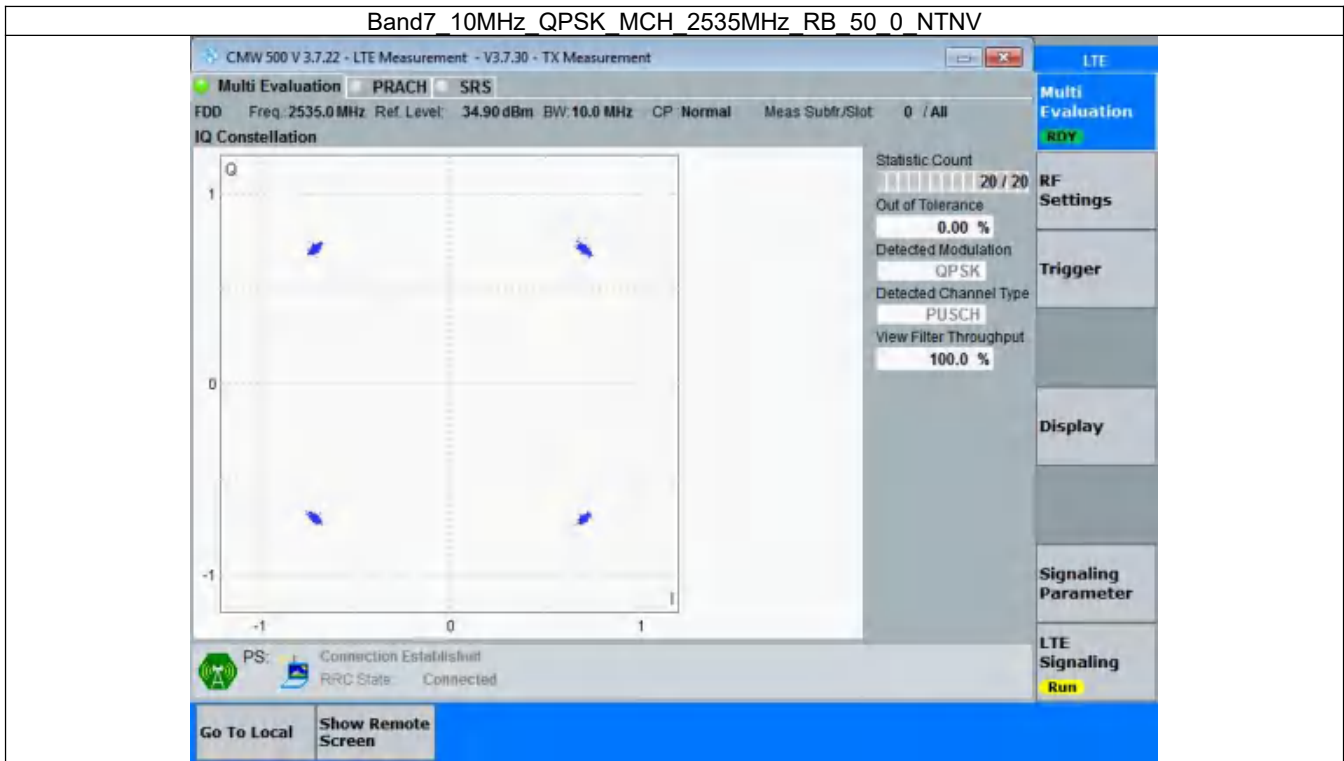 Band7_10MHz_QPSK_MCH_2535MHz_RB_50_0_NTNV
CMW 500 V 3.7.22 - LTE Measurement - V3.7.30 - TX Measurement
LTE
Multi Evaluation PRACH SRS
Multi
Evaluation
RDY
FDD Freq.:2535.0 MHz Ref. Level: 34.90 dBm BW:10.0 MHz CP:Normal Meas Subfr./Slot: 0 / All
IQ Constellation
Q
1
0
-1
-1 0 1
I
Statistic Count
20 / 20
Out of Tolerance
0.00 %
Detected Modulation
QPSK
Detected Channel Type
PUSCH
View Filter Throughput
100.0 %
RF
Settings
Trigger
Display
Signaling
Parameter
LTE
Signaling
Run
PS: Connection Established
RRC State: Connected
Go To Local
Show Remote
Screen